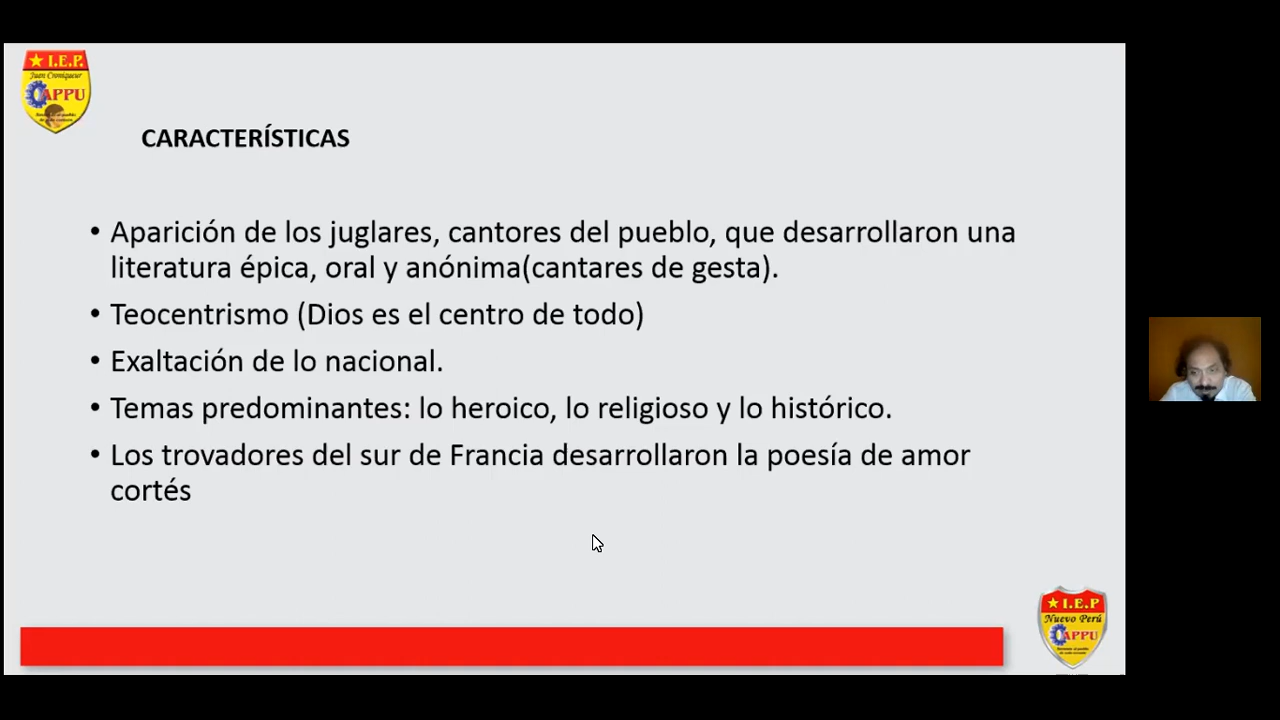 I.E.P.
Juan Croniqueur
APPU
CARACTERÍSTICAS
• Aparición de los juglares, cantores del pueblo, que desarrollaron una
literatura épica, oral y anónima(cantares de gesta).
• Teocentrismo (Dios es el centro de todo)
• Exaltación de lo nacional.
• Temas predominantes: lo heroico, lo religioso y lo histórico.
• Los trovadores del sur de Francia desarrollaron la poesía de amor
cortés
I.E.P
Nuevo Perú
APPU